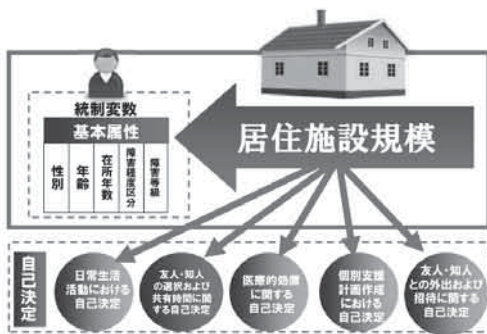 統制変数
基本属性
性別
年齢
在所年数
障害程度区分
障害等級
居住施設規模
自己決定
日常生活
活動における
自己決定
友人・知人
の選択および
共有時間に関
する自己決定
医療的処置
に関する
自己決定
個別支援
計画作成
における
自己決定
友人・知人
との外出および
招待に関する
自己決定